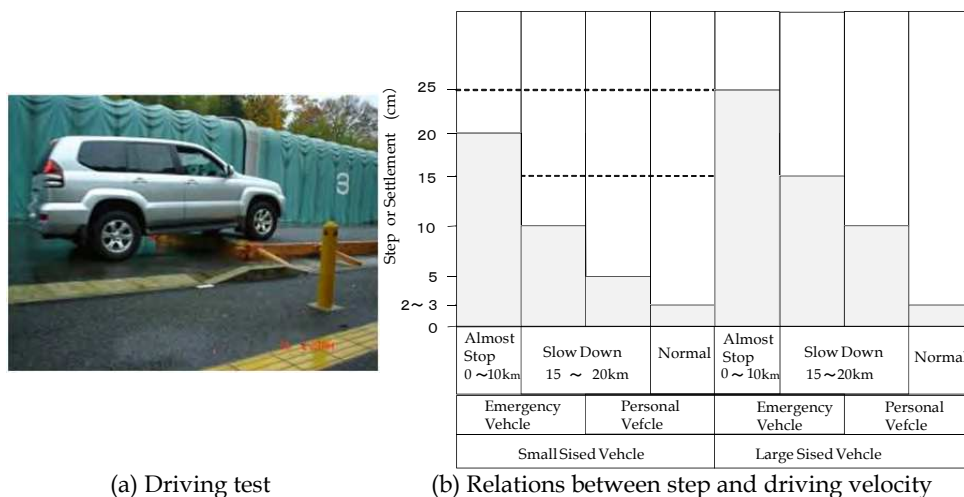 Step or Settlement (cm)
25
20
15
10
5
2～3
0
Almost
Stop
0～10km
Slow Down
15 ～ 20km
Normal
Almost
Stop
0～10km
Slow Down
15～20km
Normal
Emergency
Vehcle
Personal
Vefcle
Emergency
Vehcle
Personal
Vefcle
Small Sised Vehcle
Large Sised Vehcle
3
(a) Driving test
(b) Relations between step and driving velocity